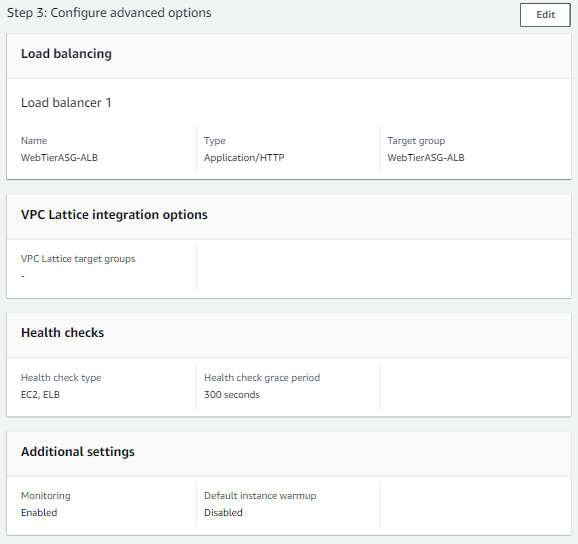 Step 3: Configure advanced options
Edit
Load balancing
Load balancer 1
Name
Type
Target group
WebTierASG-ALB
Application/HTTP
WebTierASG-ALB
VPC Lattice integration options
VPC Lattice target groups
-
Health checks
Health check type
Health check grace period
EC2, ELB
300 seconds
Additional settings
Monitoring
Default instance warmup
Enabled
Disabled